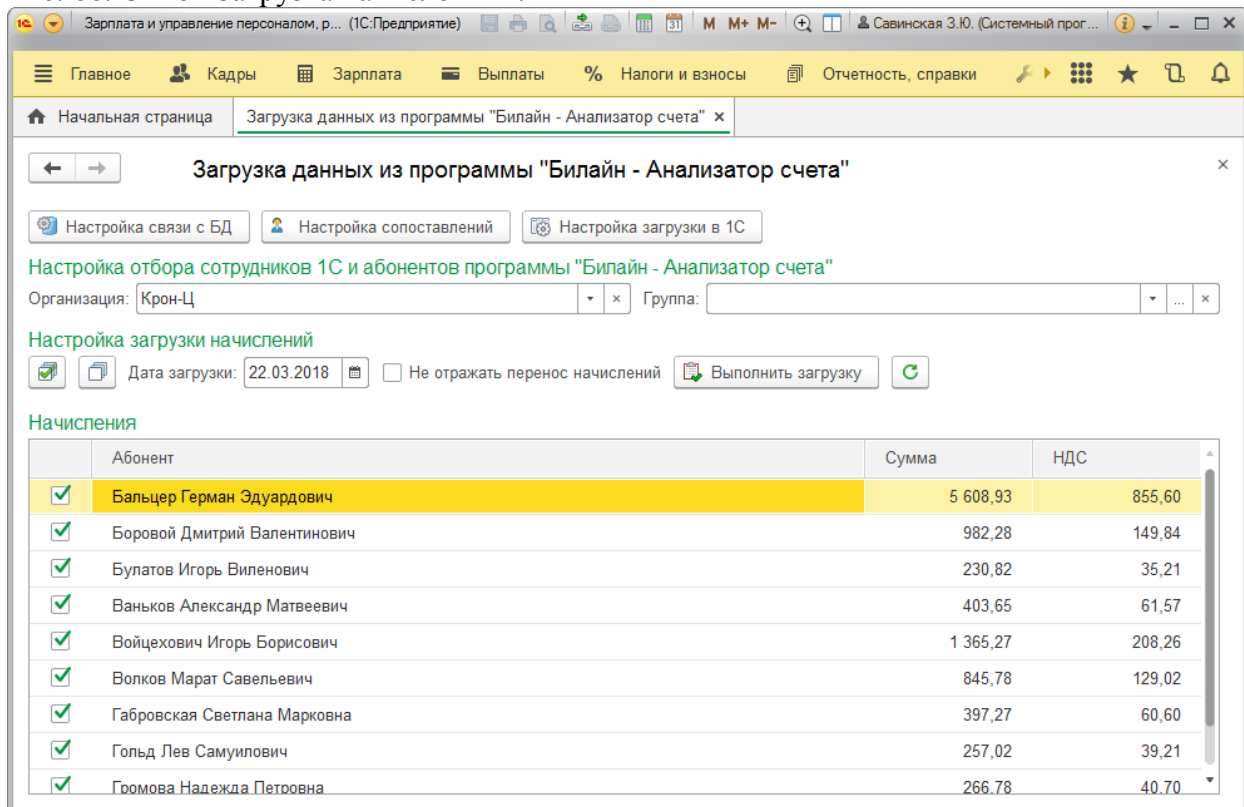 Зарплата и управление персоналом, р... (1С:Предприятие) M M+ M- Савинская З.Ю. (Системный прог...
Главное Кадры Зарплата Выплаты % Налоги и взносы Отчетность, справки
Начальная страница Загрузка данных из программы "Билайн - Анализатор счета" ×
Загрузка данных из программы "Билайн - Анализатор счета" ×
Настройка связи с БД Настройка сопоставлений Настройка загрузки в 1С
Настройка отбора сотрудников 1С и абонентов программы "Билайн - Анализатор счета"
Организация: Крон-Ц × Группа: ... ×
Настройка загрузки начислений
Дата загрузки: 22.03.2018 Не отражать перенос начислений Выполнить загрузку
Начисления
Абонент Сумма НДС
Бальцер Герман Эдуардович 5 608,93 855,60
Боровой Дмитрий Валентинович 982,28 149,84
Булатов Игорь Виленович 230,82 35,21
Ваньков Александр Матвеевич 403,65 61,57
Войцехович Игорь Борисович 1 365,27 208,26
Волков Марат Савельевич 845,78 129,02
Габровская Светлана Марковна 397,27 60,60
Гольд Лев Самуилович 257,02 39,21
Громова Надежда Петровна 266,78 40,70